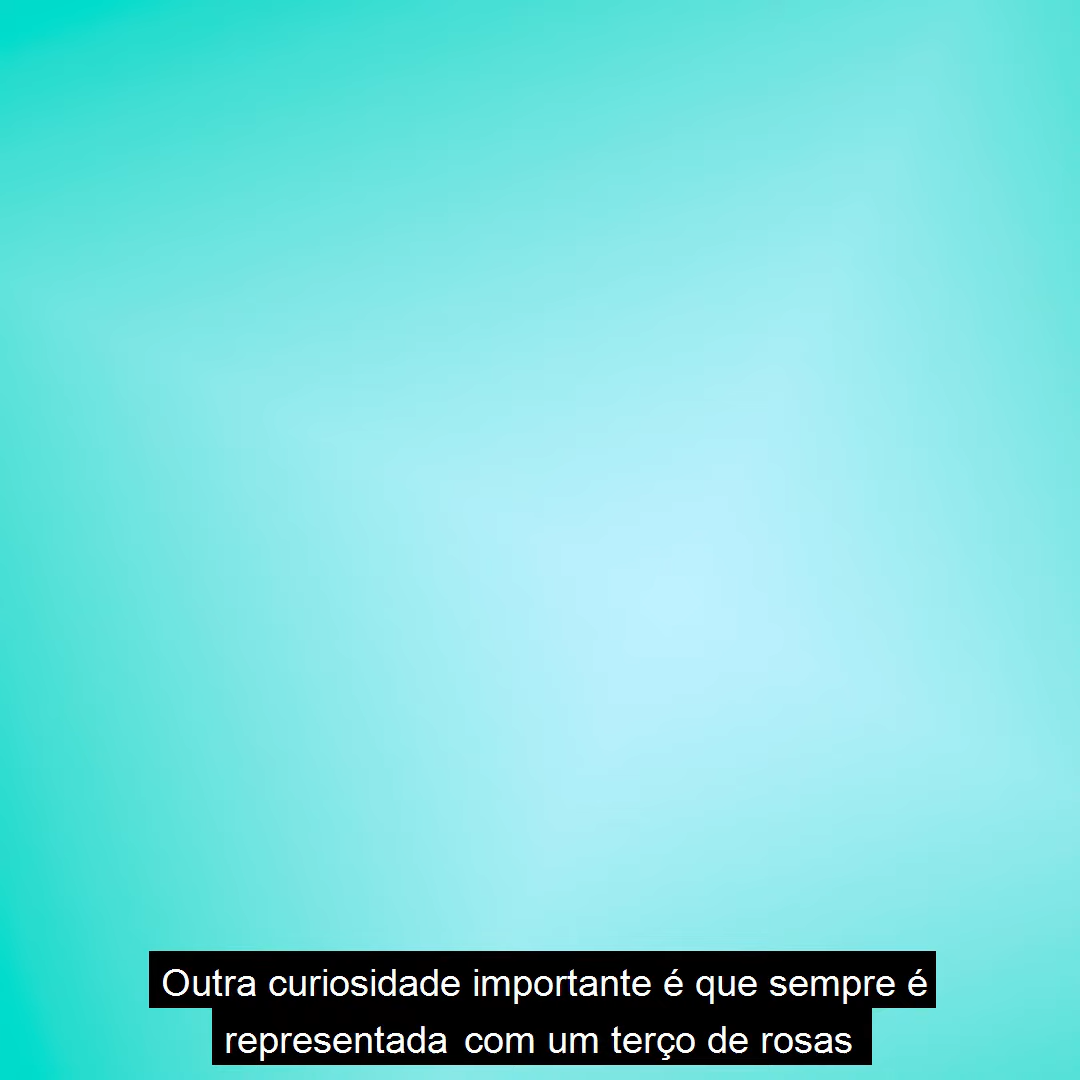 Outra curiosidade importante é que sempre é
representada com um terço de rosas